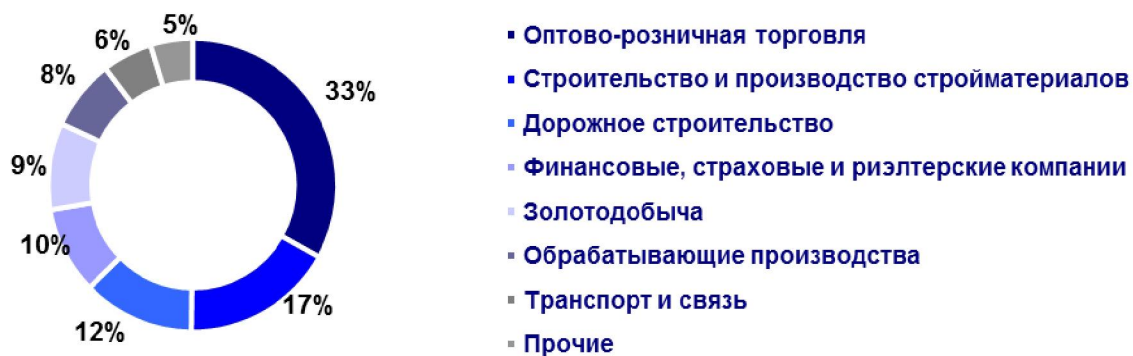 5%
6%
8%
33%
9%
10%
17%
12%
Оптово-розничная торговля
Строительство и производство стройматериалов
Дорожное строительство
Финансовые, страховые и риэлтерские компании
Золотодобыча
Обрабатывающие производства
Транспорт и связь
Прочие